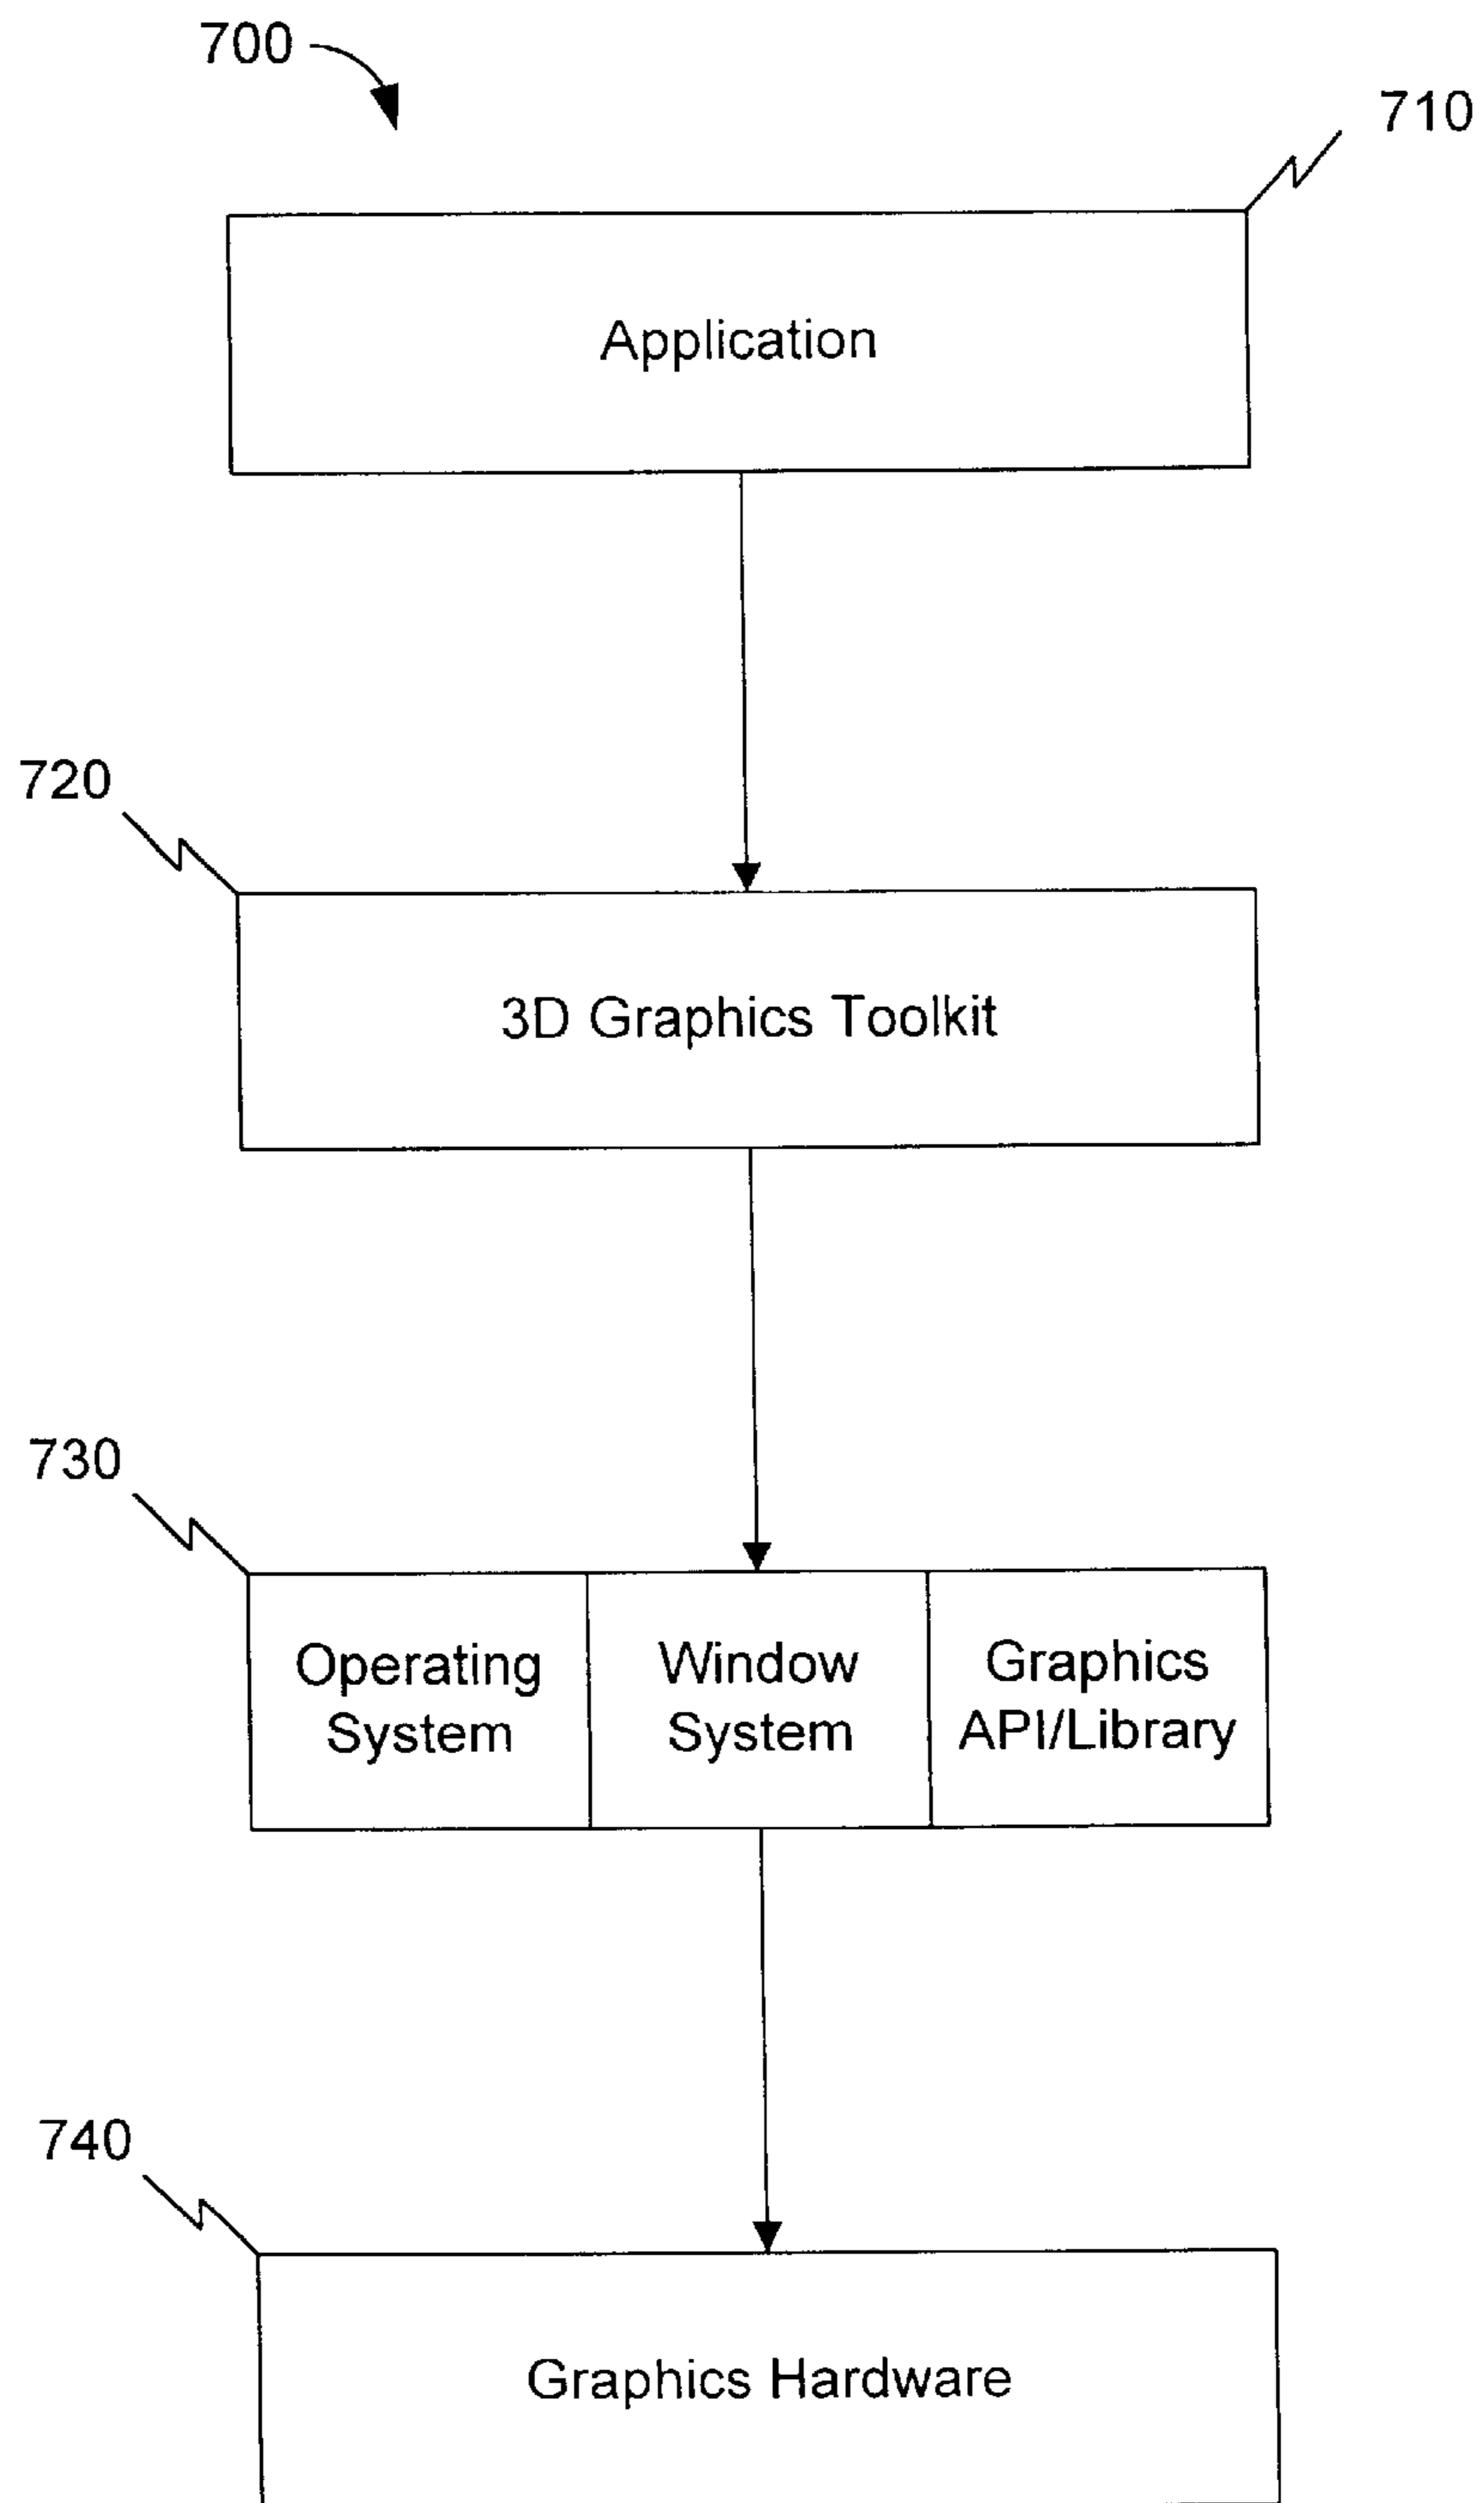 700
710
Application
720
3D Graphics Toolkit
730
Operating
System
Window
System
Graphics
API/Library
740
Graphics Hardware